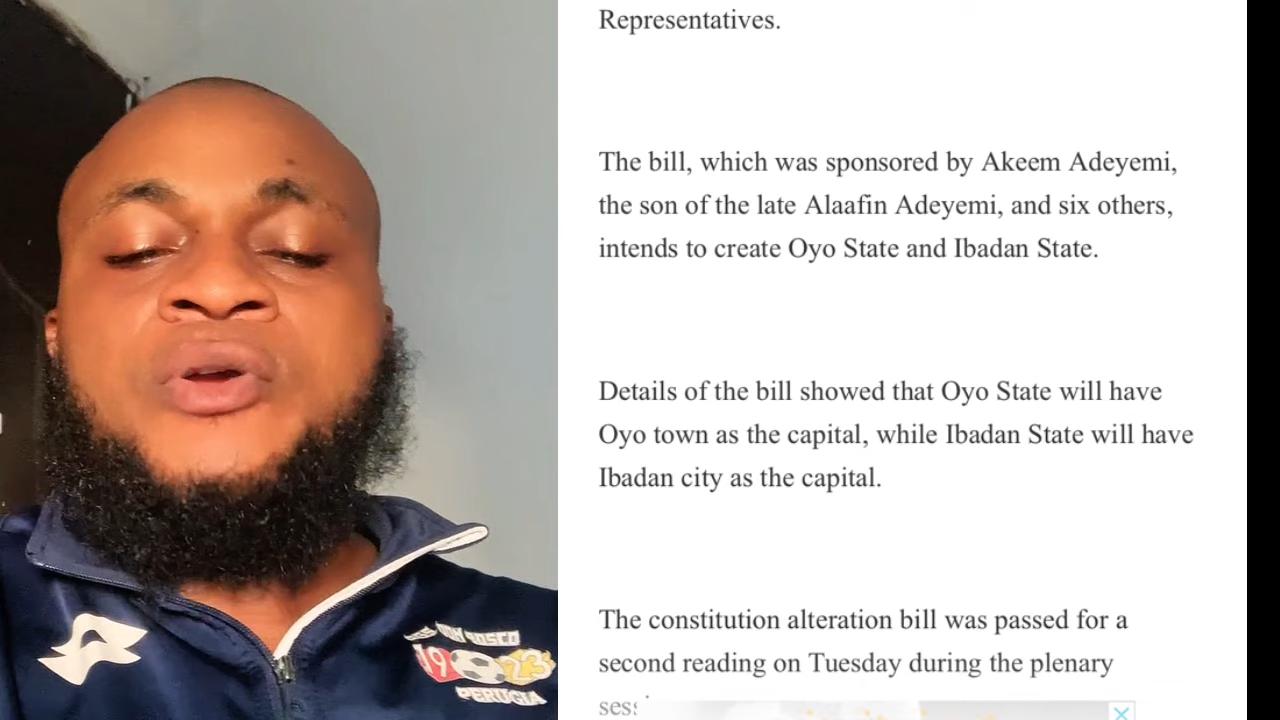 Representatives.
The bill, which was sponsored by Akeem Adeyemi,
the son of the late Alaafin Adeyemi, and six others,
intends to create Oyo State and Ibadan State.
Details of the bill showed that Oyo State will have
Oyo town as the capital, while Ibadan State will have
Ibadan city as the capital.
The constitution alteration bill was passed for a
second reading on Tuesday during the plenary
DON BOSCO
1923
PERUGIA